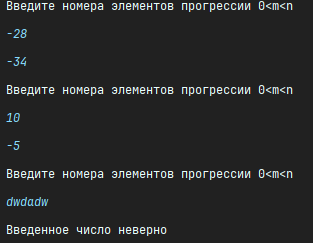 Введите номера элементов прогрессии 0<m<n
-28
-34
Введите номера элементов прогрессии 0<m<n
10
-5
Введите номера элементов прогрессии 0<m<n
dwdadw
Введенное число неверно